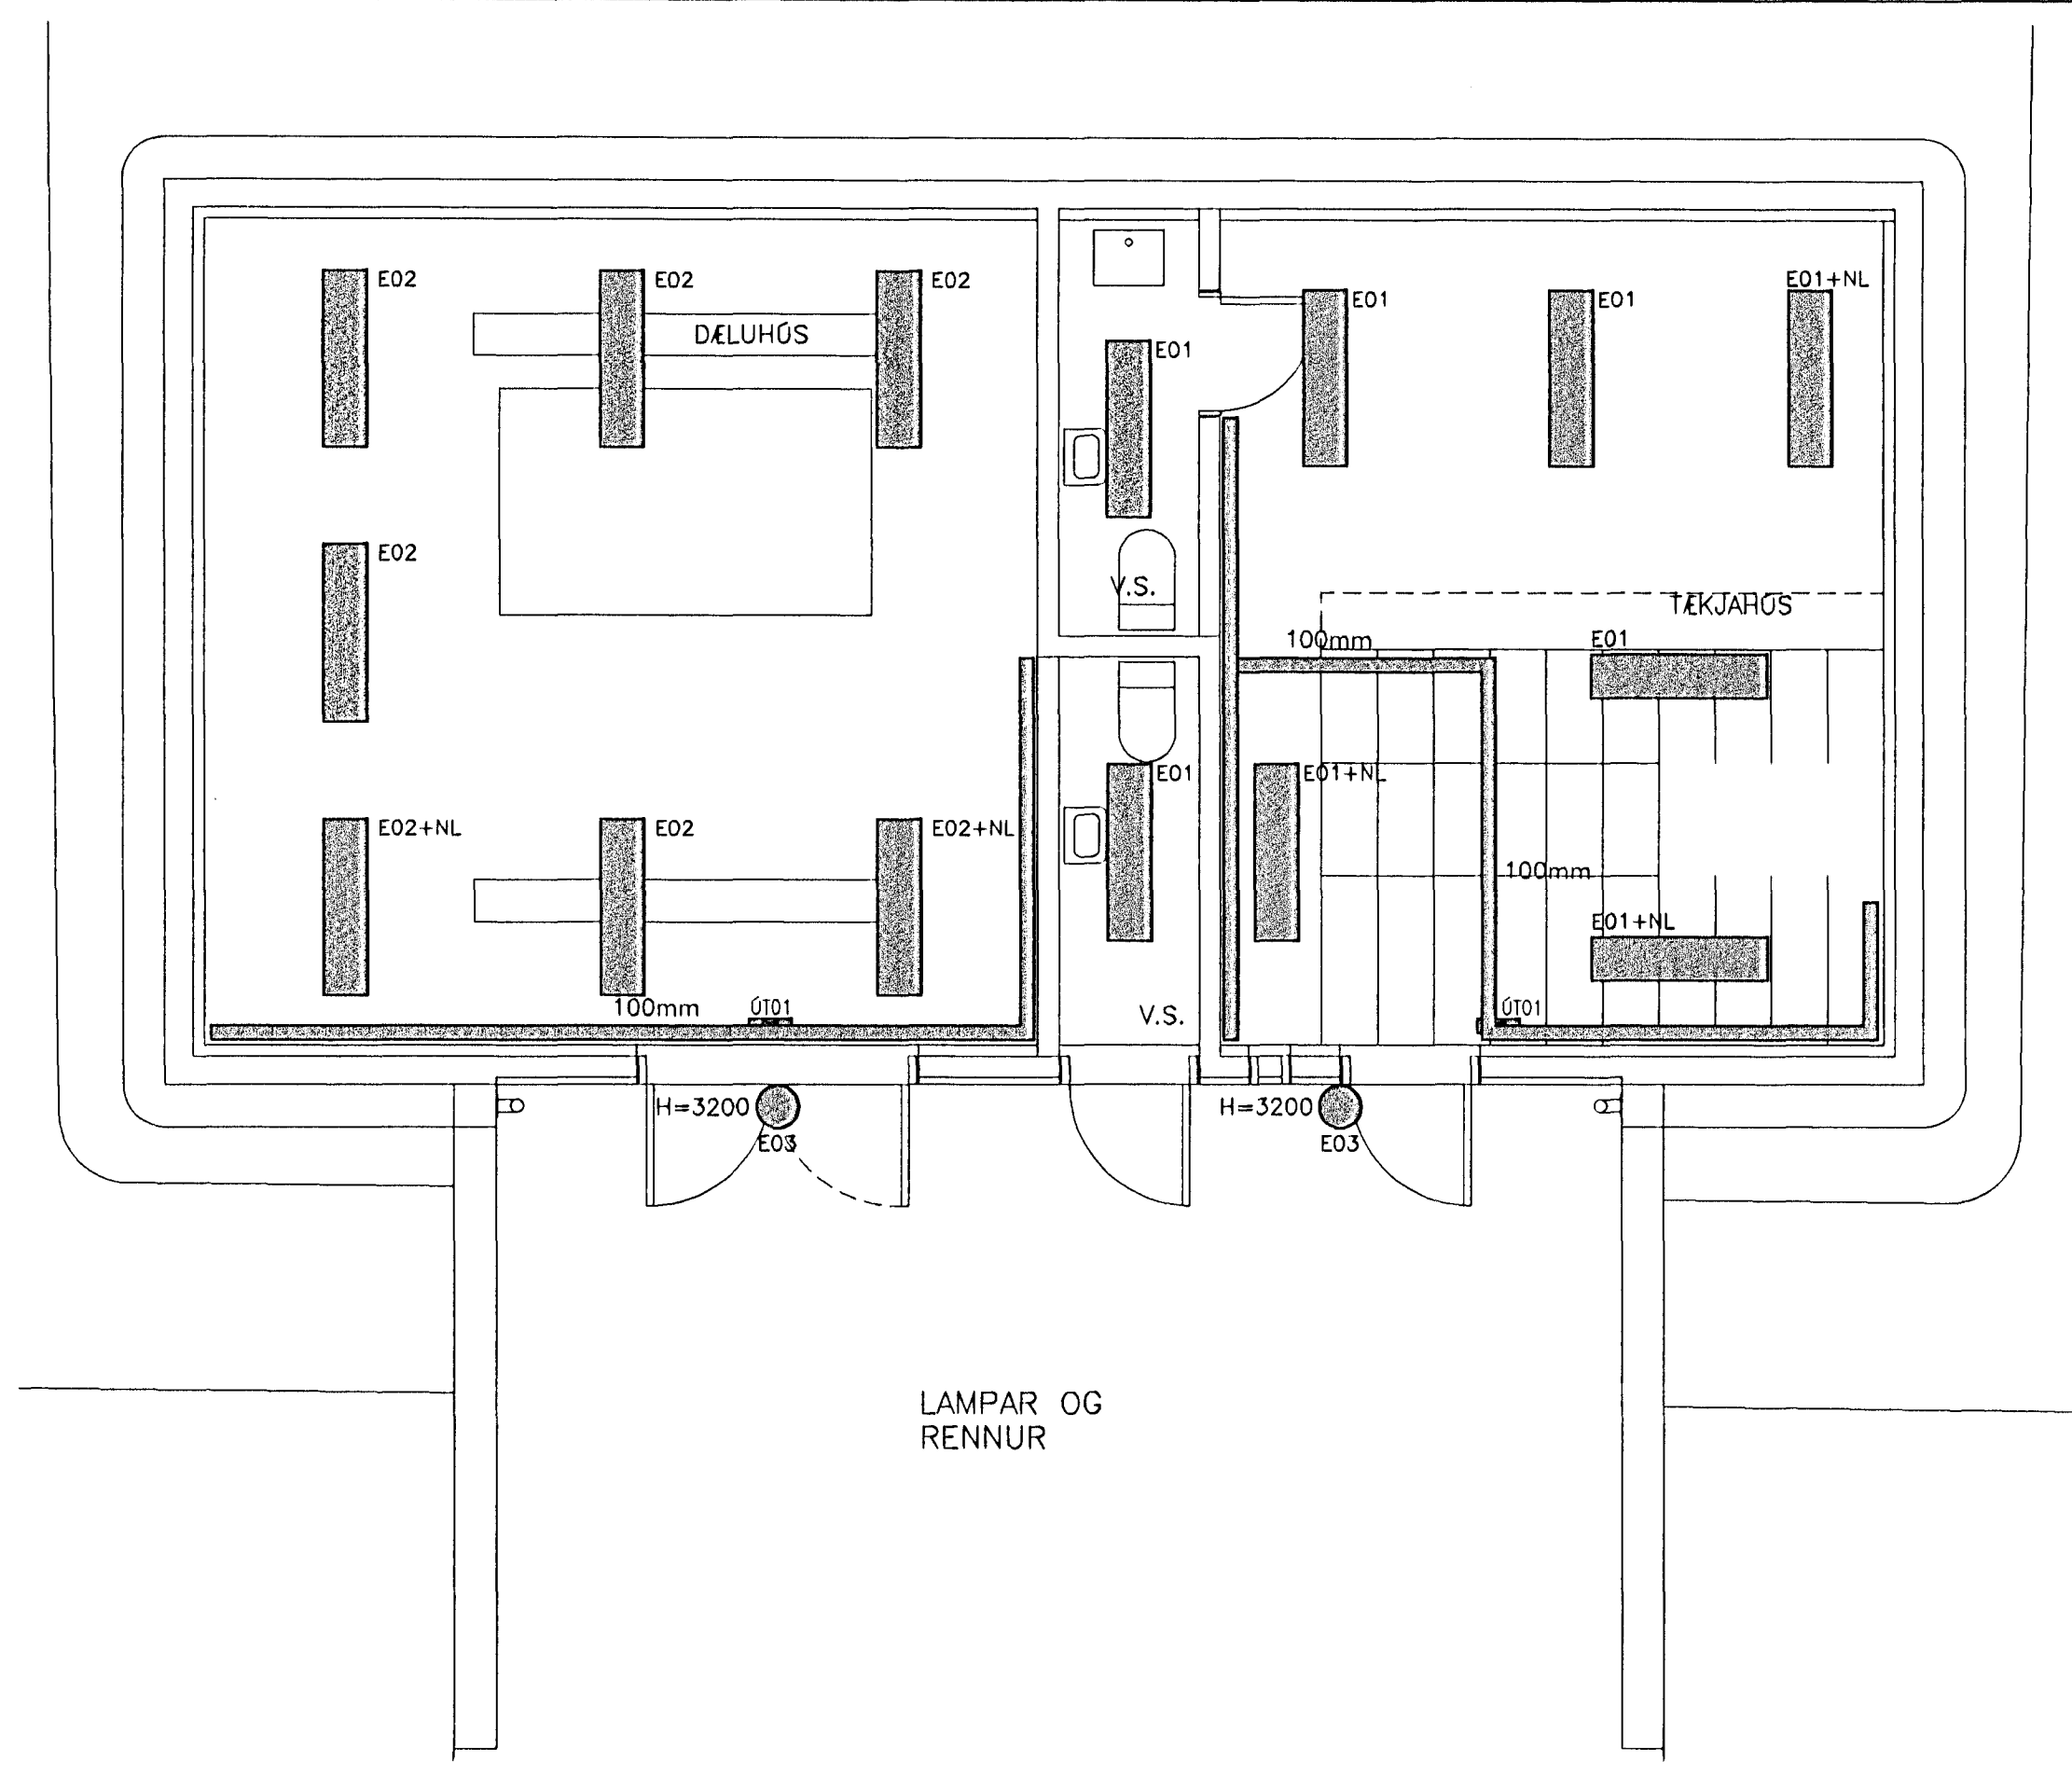 E02
E02
E02
DÆLUHÚS
E01
E01
E01
E01+NL
E02
V.S.
TÆKJAHÚS
100mm
E01
E01
E01+NL
E02+NL
E02
E02+NL
100mm
E01+NL
100mm
ÚT01
V.S.
ÚT01
H=3200
E03
H=3200
E03
LAMPAR OG
RENNUR